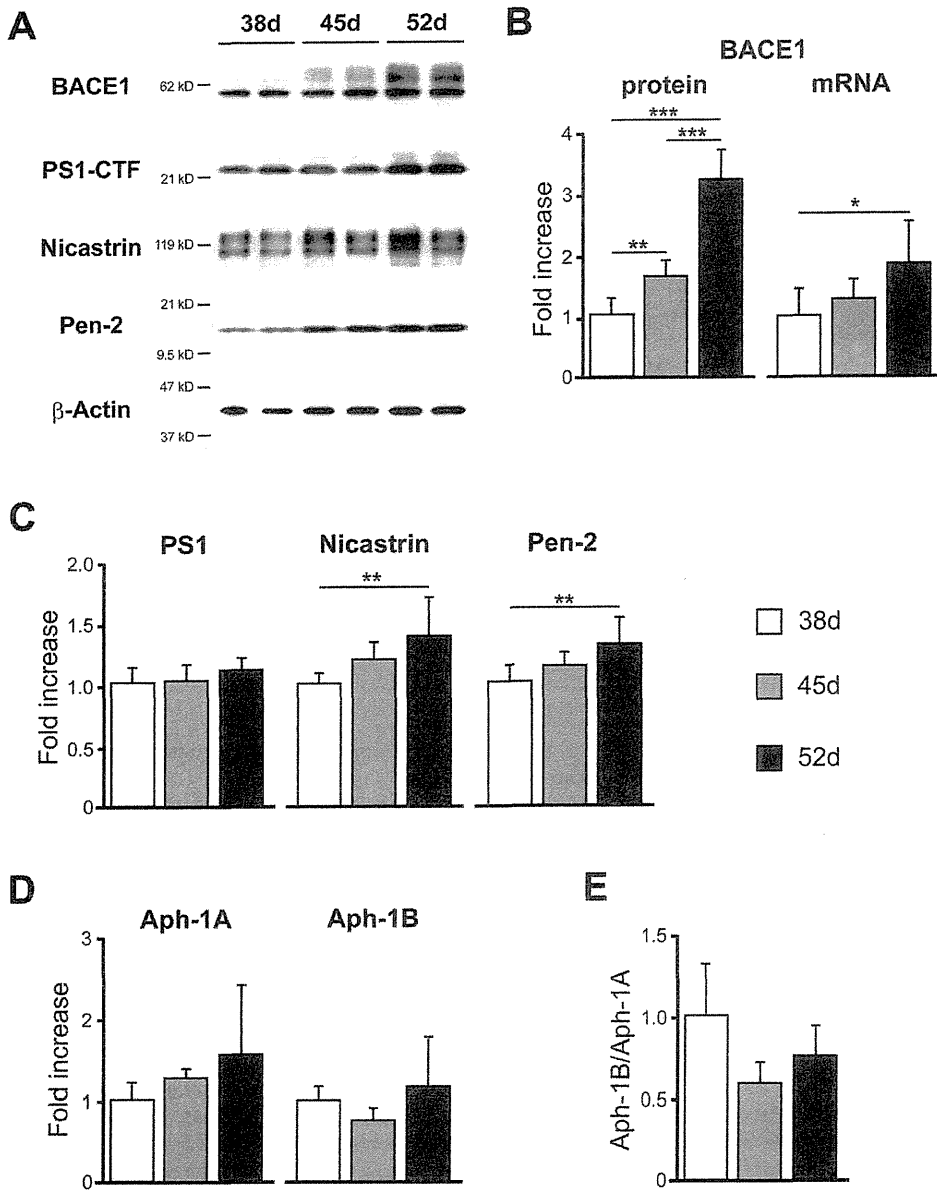 A
38d 45d 52d
BACE1
62 kD
PS1-CTF
21 kD
Nicastrin
119 kD
21 kD
Pen-2
9.5 kD
47 kD
β-Actin
37 kD
B
BACE1
protein mRNA
***
***
**
*
Fold increase
4
3
2
1
0
C
PS1 Nicastrin Pen-2
**
**
Fold increase
2.0
1.5
1.0
0.5
0
38d
45d
52d
D
Aph-1A Aph-1B
Fold increase
3
2
1
0
E
Aph-1B/Aph-1A
1.5
1.0
0.5
0